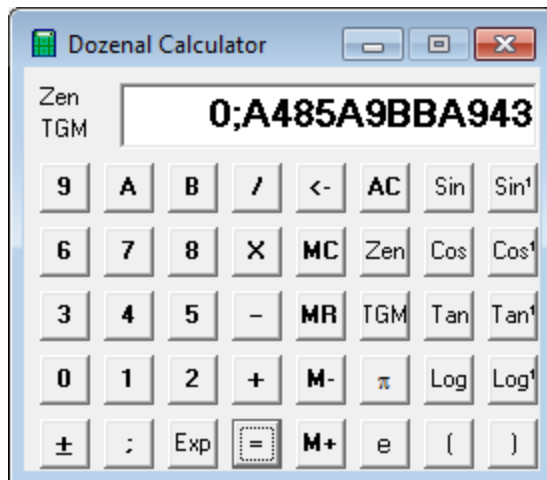 Dozenal Calculator
Zen
TGM
0;A485A9BBA943
9 A B / <- AC Sin Sin¹
6 7 8 X MC Zen Cos Cos¹
3 4 5 - MR TGM Tan Tan¹
0 1 2 + M- π Log Log¹
± ; Exp = M+ e ( )